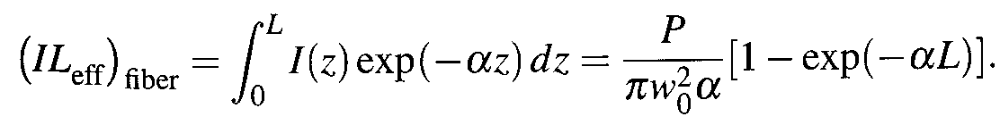 (IL_eff)_fiber = ∫_0^L I(z) exp(−αz) dz = P/(πw_0^2 α) [1 − exp(−αL)].